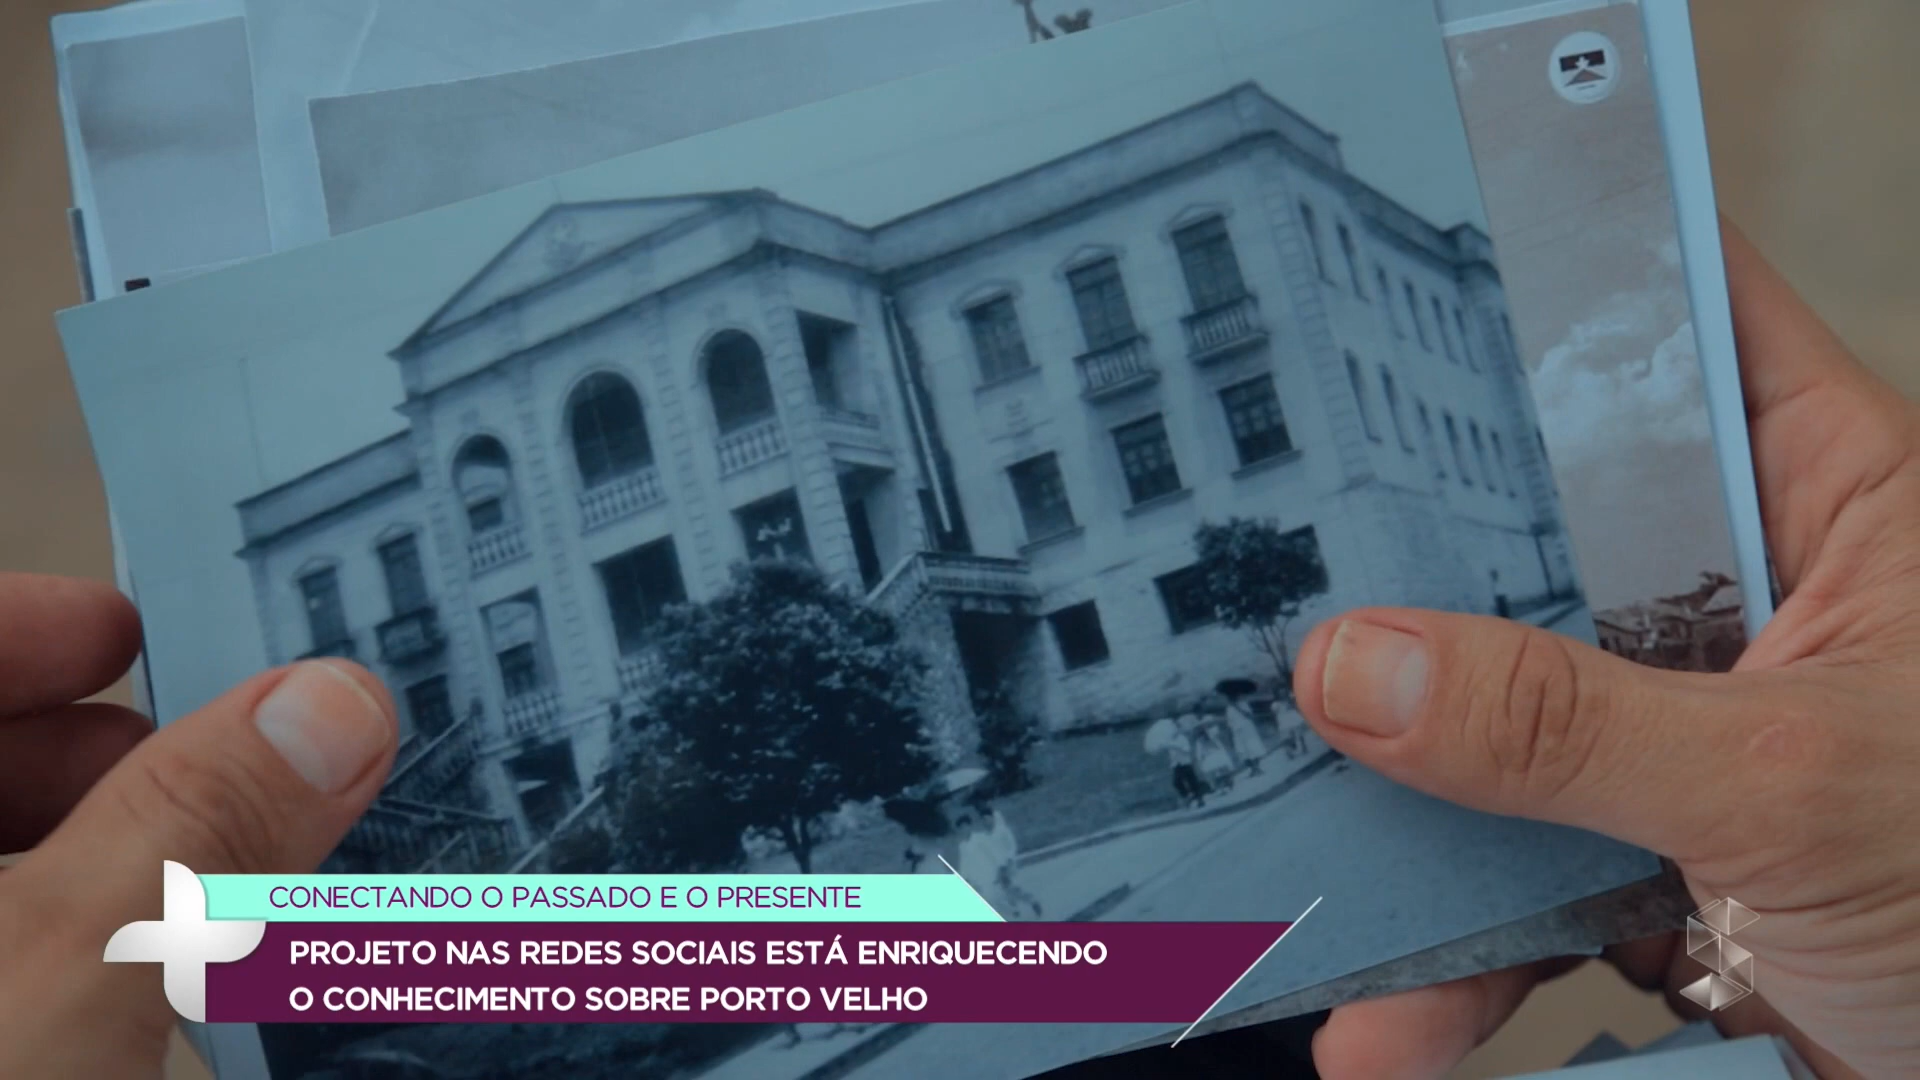 CONECTANDO O PASSADO E O PRESENTE
PROJETO NAS REDES SOCIAIS ESTÁ ENRIQUECENDO
O CONHECIMENTO SOBRE PORTO VELHO